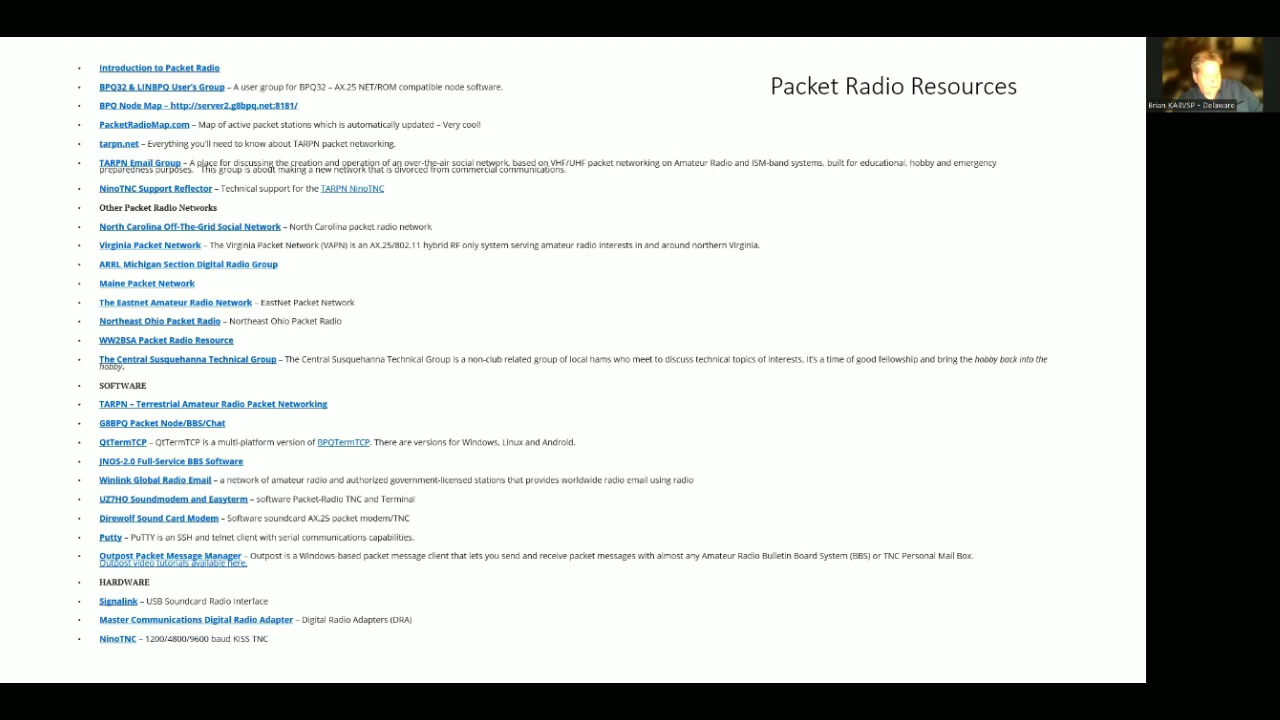 Packet Radio Resources
• Introduction to Packet Radio
• BPQ32 & LINBPQ User's Group – A user group for BPQ32 – AX.25 NET/ROM compatible node software.
• BPQ Node Map – http://server2.g8bpq.net:8181/
• PacketRadioMap.com – Map of active packet stations which is automatically updated – Very cool!
• tarpn.net – Everything you'll need to know about TARPN packet networking.
• TARPN Email Group – A place for discussing the creation and operation of an over-the-air social network, based on VHF/UHF packet networking on Amateur Radio and ISM-band systems, built for educational, hobby and emergency
preparedness purposes. This group is about making a new network that is divorced from commercial communications.
• NinoTNC Support Reflector – Technical support for the TARPN NinoTNC
• Other Packet Radio Networks
• North Carolina Off-The-Grid Social Network – North Carolina packet radio network
• Virginia Packet Network – The Virginia Packet Network (VAPN) is an AX.25/802.11 hybrid RF only system serving amateur radio interests in and around northern Virginia.
• ARRL Michigan Section Digital Radio Group
• Maine Packet Network
• The Eastnet Amateur Radio Network – EastNet Packet Network
• Northeast Ohio Packet Radio – Northeast Ohio Packet Radio
• WW2BSA Packet Radio Resource
• The Central Susquehanna Technical Group – The Central Susquehanna Technical Group is a non-club related group of local hams who meet to discuss technical topics of interests. It's a time of good fellowship and bring the hobby back into the
hobby.
• SOFTWARE
• TARPN – Terrestrial Amateur Radio Packet Networking
• G8BPQ Packet Node/BBS/Chat
• QtTermTCP – QtTermTCP is a multi-platform version of BPQTermTCP. There are versions for Windows, Linux and Android.
• JNOS-2.0 Full-Service BBS Software
• Winlink Global Radio Email – a network of amateur radio and authorized government-licensed stations that provides worldwide radio email using radio
• UZ7HO Soundmodem and Easyterm – software Packet-Radio TNC and Terminal
• Direwolf Sound Card Modem – Software soundcard AX.25 packet modem/TNC
• Putty – PuTTY is an SSH and telnet client with serial communications capabilities.
• Outpost Packet Message Manager – Outpost is a Windows-based packet message client that lets you send and receive packet messages with almost any Amateur Radio Bulletin Board System (BBS) or TNC Personal Mail Box.
Outpost video tutorials available here.
• HARDWARE
• Signalink – USB Soundcard Radio Interface
• Master Communications Digital Radio Adapter – Digital Radio Adapters (DRA)
• NinoTNC – 1200/4800/9600 baud KISS TNC
Brian KA3VSP - Delaware